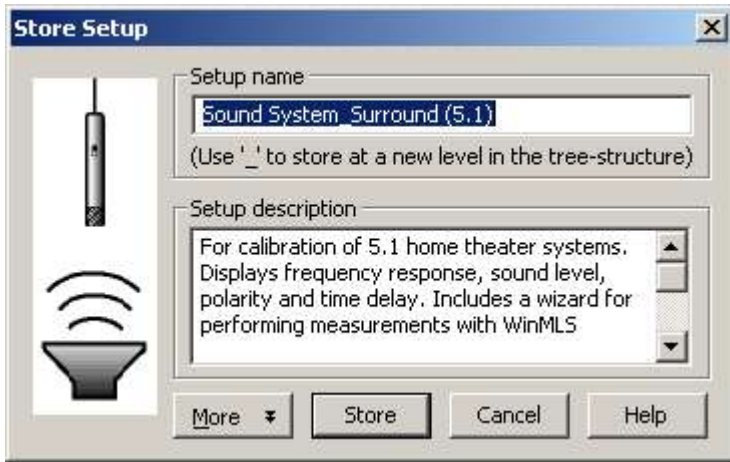 Store Setup
Setup name
Sound System_Surround (5.1)
(Use '_' to store at a new level in the tree-structure)
Setup description
For calibration of 5.1 home theater systems.
Displays frequency response, sound level,
polarity and time delay. Includes a wizard for
performing measurements with WinMLS
More
Store
Cancel
Help